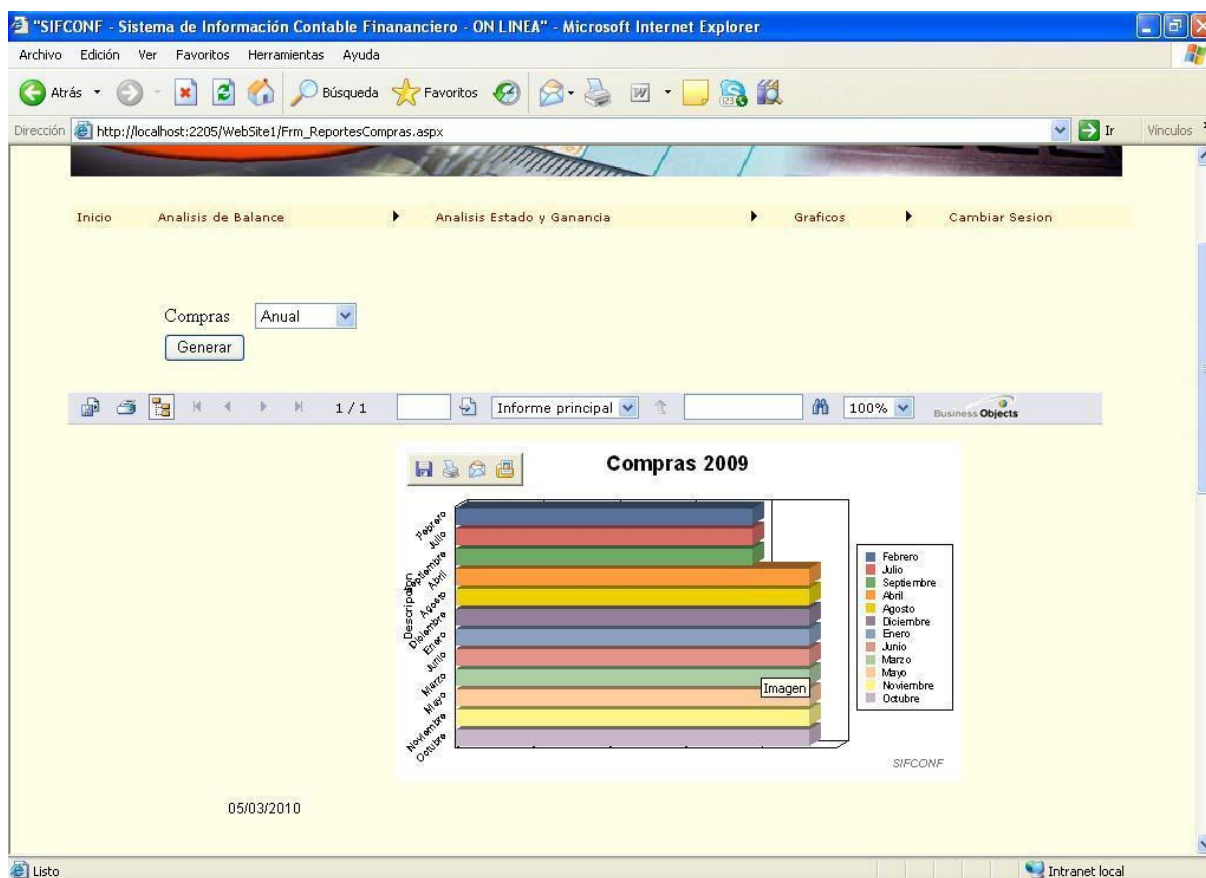 "SIFCONF - Sistema de Información Contable Finananciero - ON LINEA" - Microsoft Internet Explorer
Archivo Edición Ver Favoritos Herramientas Ayuda
Atrás Búsqueda Favoritos
Dirección http://localhost:2205/WebSite1/Frm_ReportesCompras.aspx Ir Vínculos
Inicio Analisis de Balance Analisis Estado y Ganancia Graficos Cambiar Sesion
Compras Anual
Generar
1 / 1 Informe principal 100% Business Objects
Compras 2009
Descripcion
Febrero
Julio
Septiembre
Abril
Agosto
Diciembre
Enero
Junio
Marzo
Mayo
Noviembre
Octubre
Imagen
Febrero
Julio
Septiembre
Abril
Agosto
Diciembre
Enero
Junio
Marzo
Mayo
Noviembre
Octubre
SIFCONF
05/03/2010
Listo Intranet local